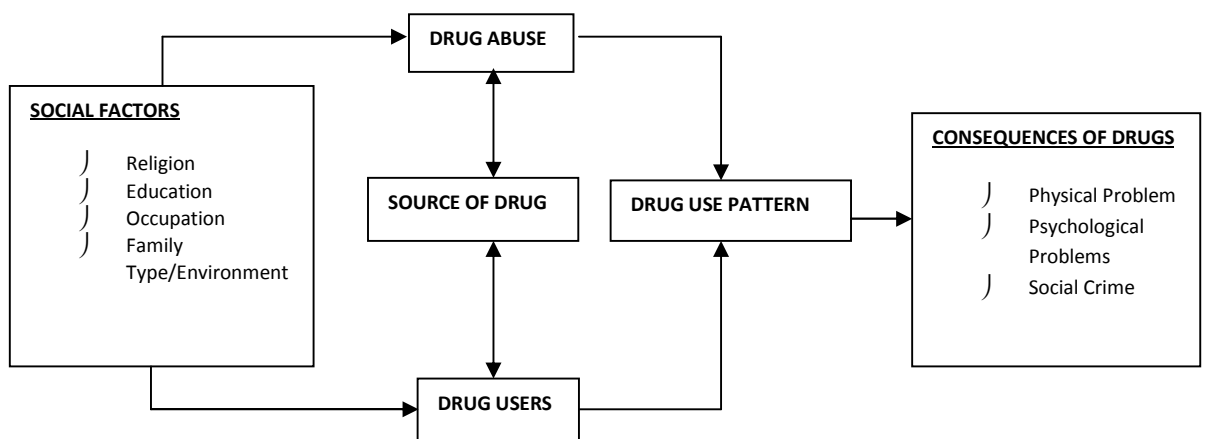 DRUG ABUSE
SOCIAL FACTORS
Religion
Education
Occupation
Family
Type/Environment
SOURCE OF DRUG
DRUG USE PATTERN
CONSEQUENCES OF DRUGS
Physical Problem
Psychological
Problems
Social Crime
DRUG USERS